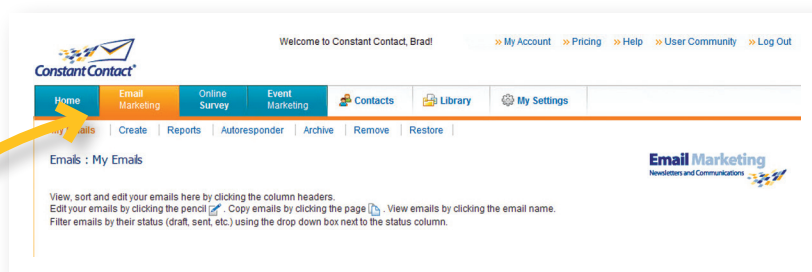 Constant Contact®
Welcome to Constant Contact, Brad!
» My Account » Pricing » Help » User Community » Log Out
Home
Email Marketing
Online Survey
Event Marketing
Contacts
Library
My Settings
My Emails | Create | Reports | Autoresponder | Archive | Remove | Restore |
Emails : My Emails
Email Marketing
Newsletters and Communications
View, sort and edit your emails here by clicking the column headers.
Edit your emails by clicking the pencil . Copy emails by clicking the page . View emails by clicking the email name.
Filter emails by their status (draft, sent, etc.) using the drop down box next to the status column.